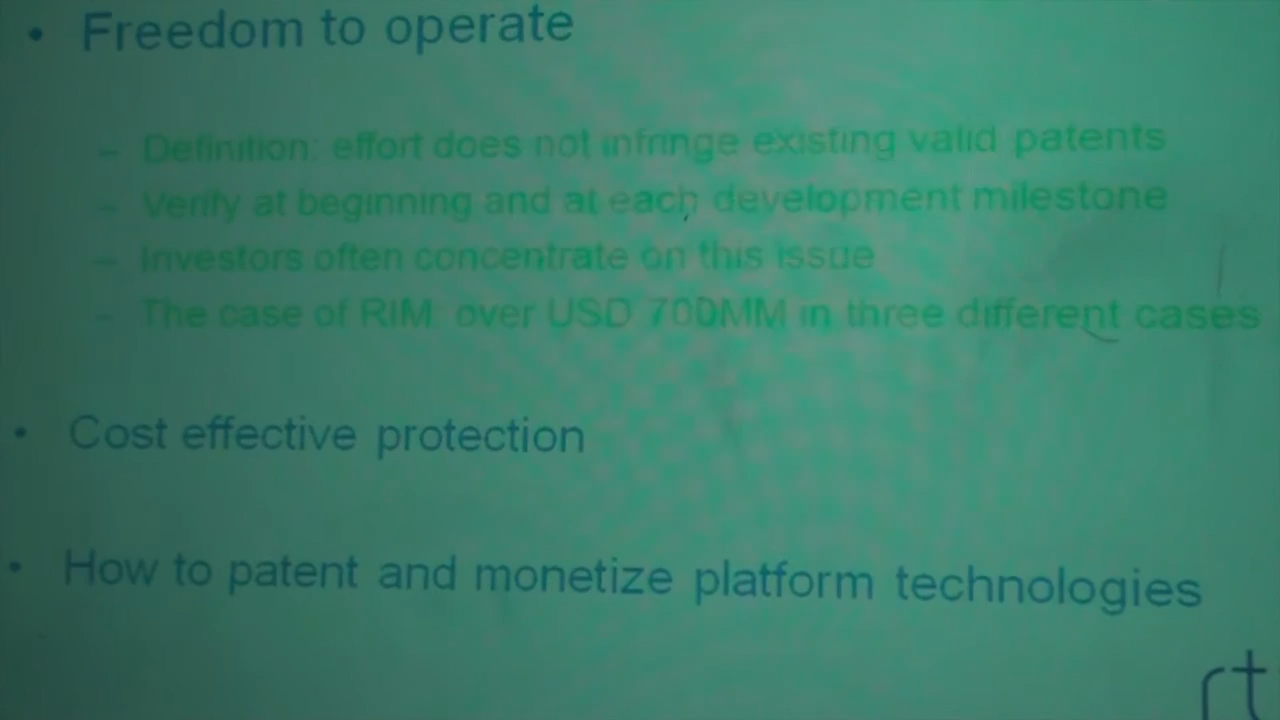 • Freedom to operate
– Definition: effort does not infringe existing valid patents
– Verify at beginning and at each development milestone
– Investors often concentrate on this issue
– The case of RIM: over USD 700MM in three different cases
• Cost effective protection
• How to patent and monetize platform technologies
rt